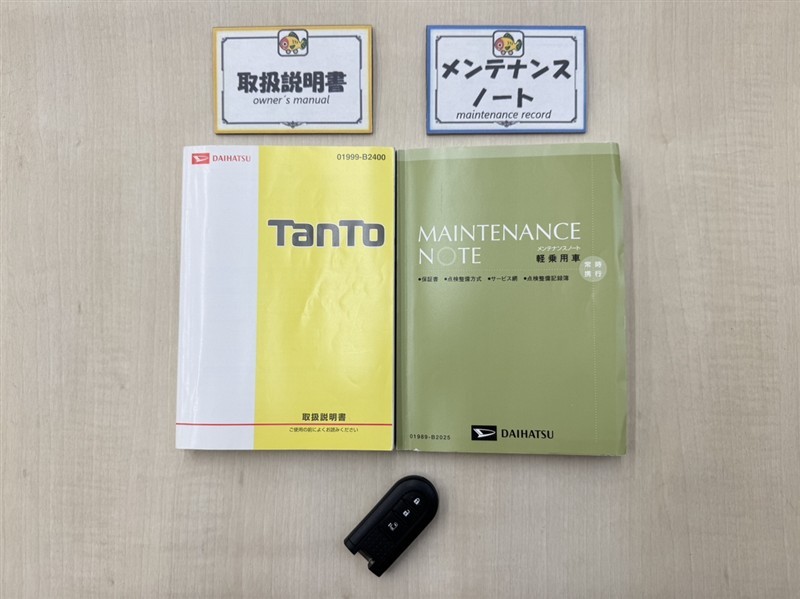 取扱説明書
owner's manual
メンテナンス
ノート
maintenance record
DAIHATSU
01999-B2400
TanTo
取扱説明書
ご使用の前によくお読みください
MAINTENANCE
NOTE
メンテナンスノート
軽乗用車
常時
携行
●保証書 ●点検整備方式 ●サービス網 ●点検整備記録簿
01999-B2025
DAIHATSU